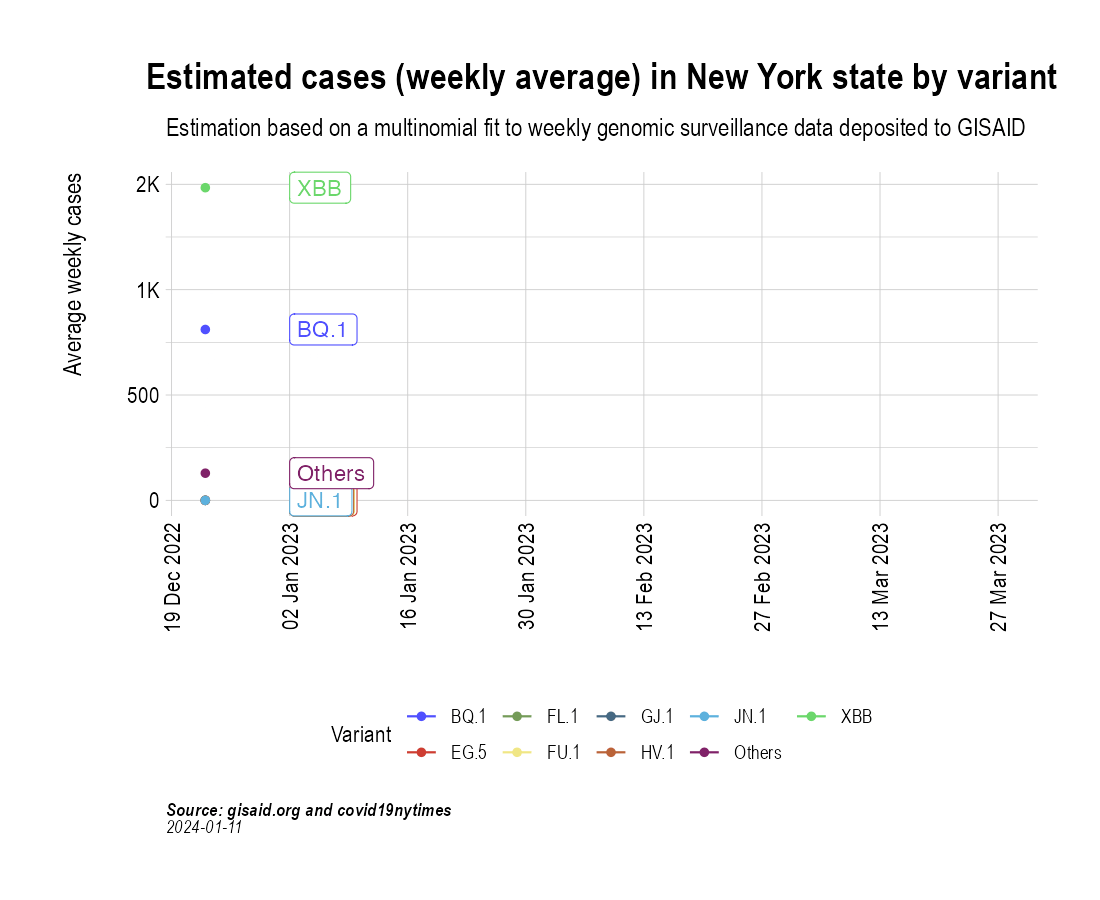 Estimated cases (weekly average) in New York state by variant
Estimation based on a multinomial fit to weekly genomic surveillance data deposited to GISAID
Average weekly cases
2K
1K
500
0
XBB
BQ.1
Others
JN.1
19 Dec 2022
02 Jan 2023
16 Jan 2023
30 Jan 2023
13 Feb 2023
27 Feb 2023
13 Mar 2023
27 Mar 2023
Variant
BQ.1 FL.1 GJ.1 JN.1 XBB
EG.5 FU.1 HV.1 Others
Source: gisaid.org and covid19nytimes
2024-01-11